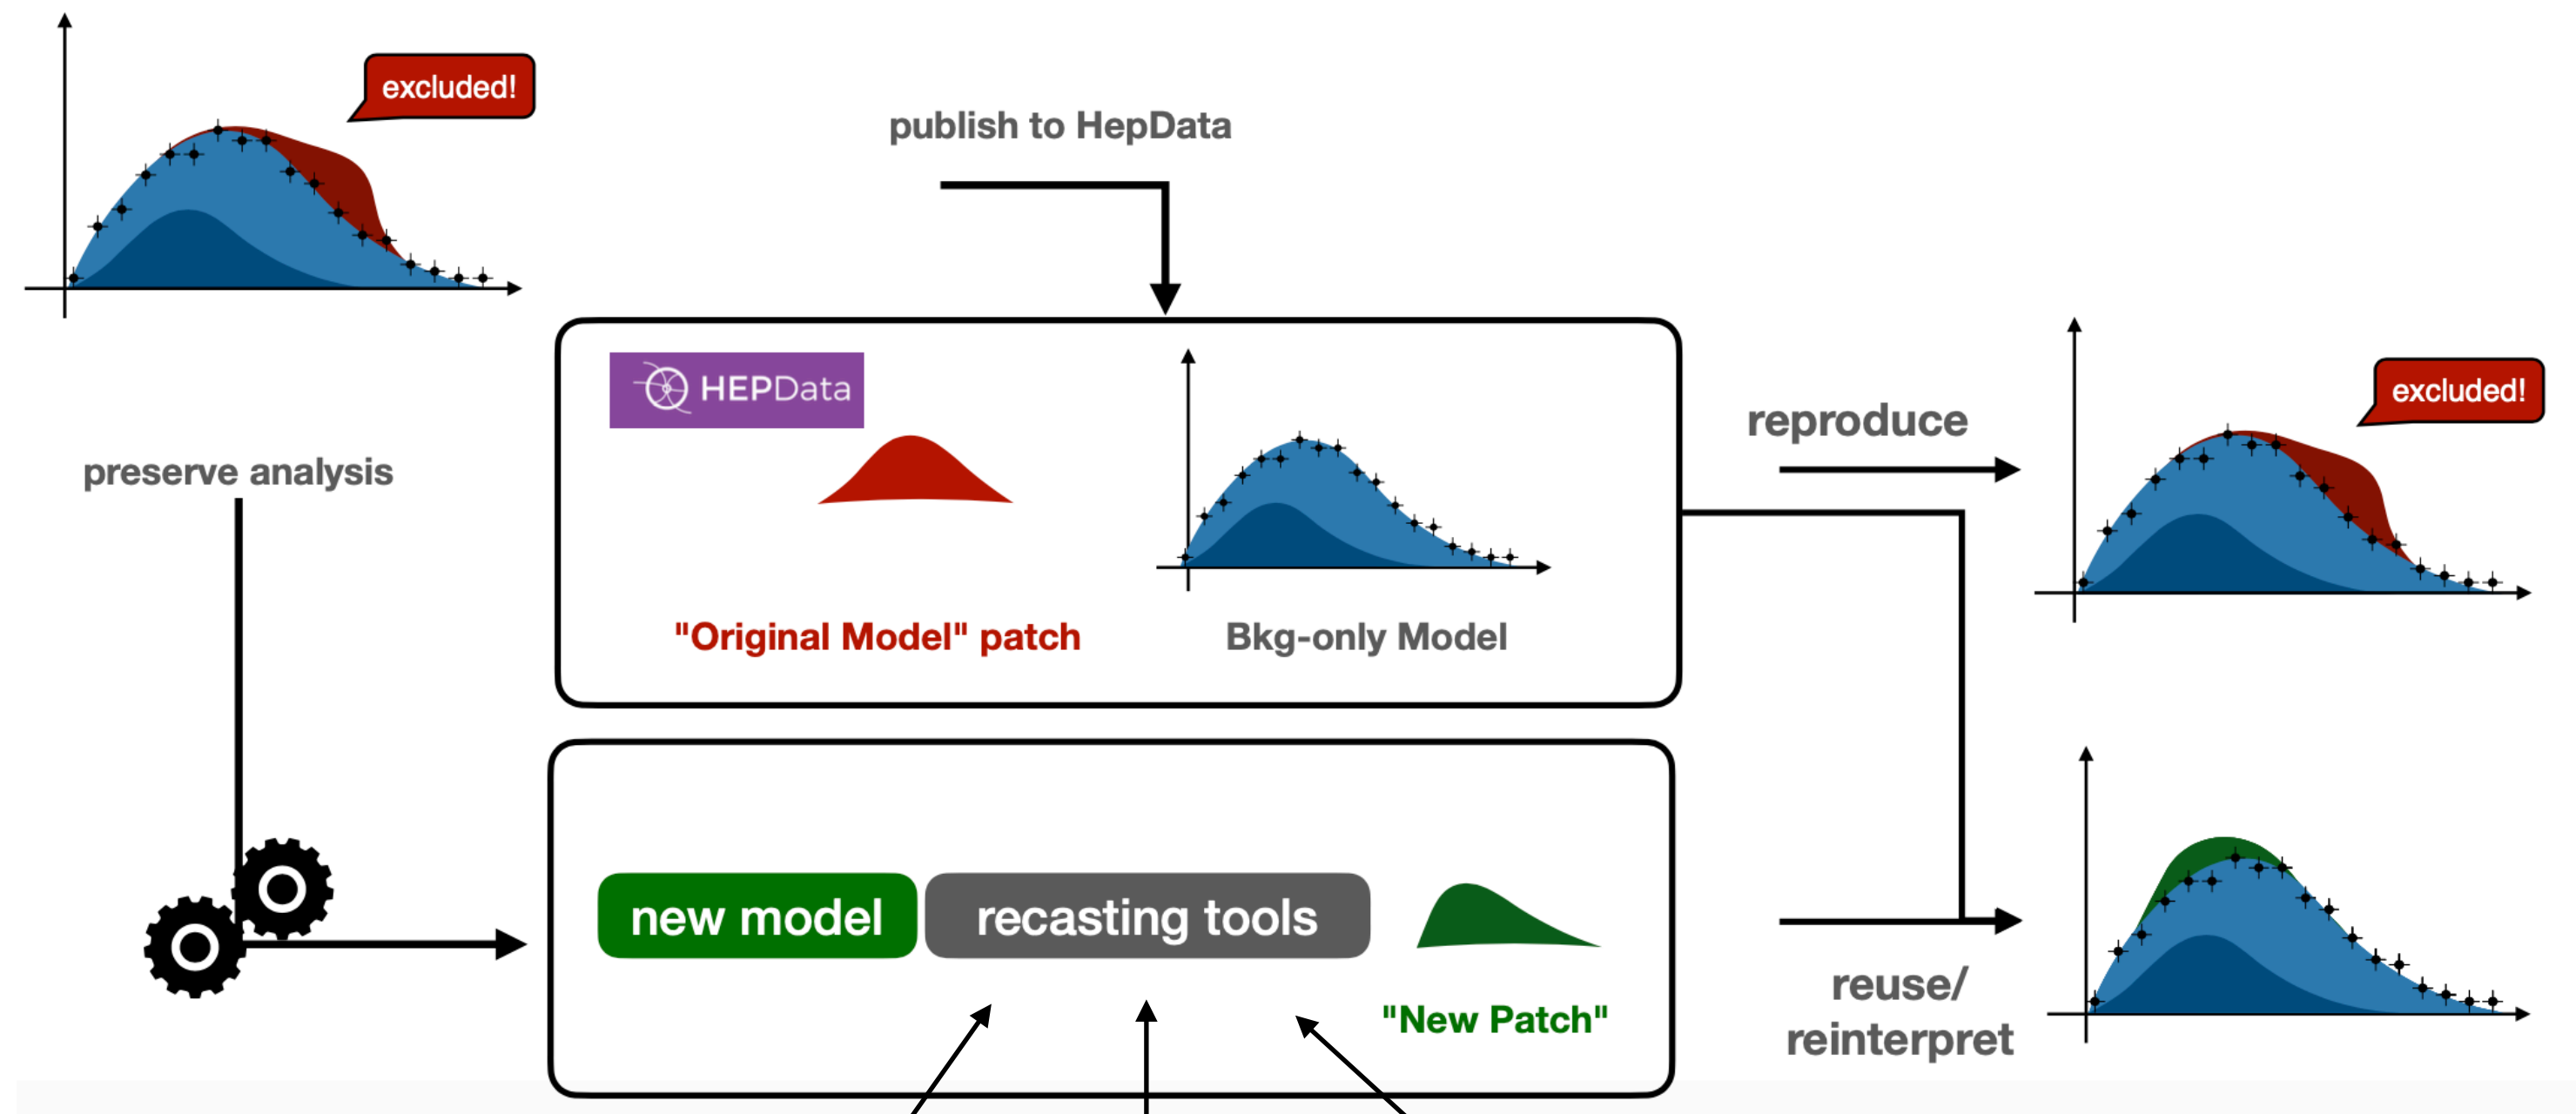 excluded!
publish to HepData
HEPData
reproduce
excluded!
preserve analysis
"Original Model" patch
Bkg-only Model
new model
recasting tools
"New Patch"
reuse/
reinterpret